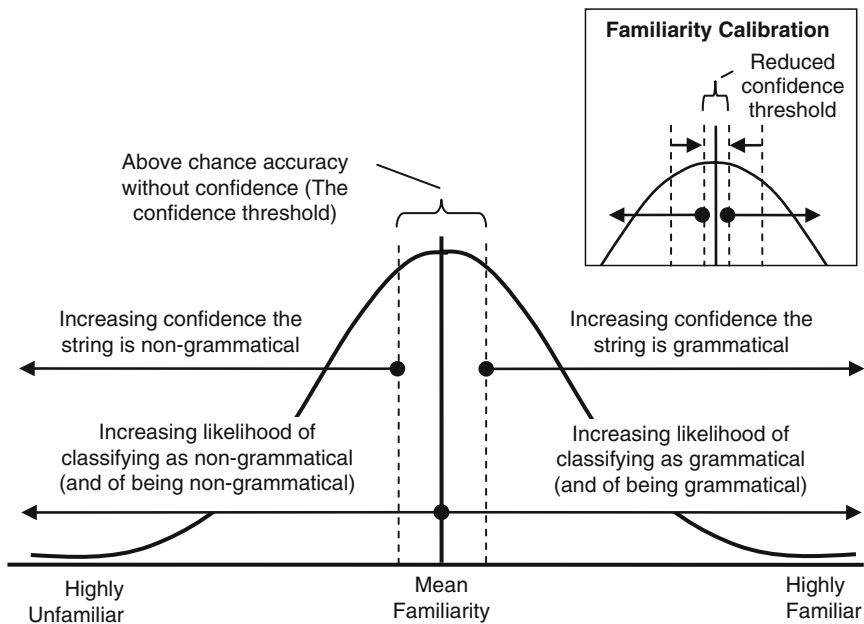 Familiarity Calibration
Reduced
confidence
threshold
Above chance accuracy
without confidence (The
confidence threshold)
Increasing confidence the
string is non-grammatical
Increasing confidence the
string is grammatical
Increasing likelihood of
classifying as non-grammatical
(and of being non-grammatical)
Increasing likelihood of
classifying as grammatical
(and of being grammatical)
Highly
Unfamiliar
Mean
Familiarity
Highly
Familiar